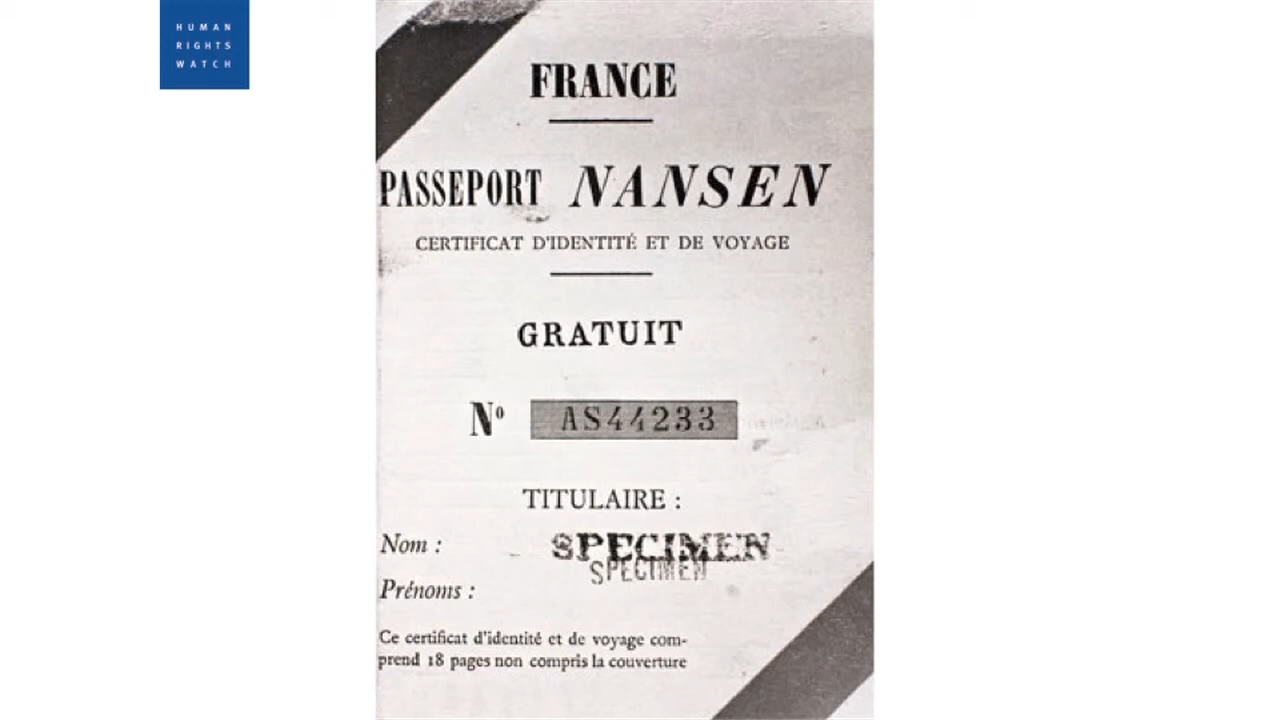 HUMAN
RIGHTS
WATCH
FRANCE
PASSEPORT NANSEN
CERTIFICAT D'IDENTITÉ ET DE VOYAGE
GRATUIT
Nº AS44233
TITULAIRE :
Nom : SPECIMEN
SPECIMEN
Prénoms :
Ce certificat d'identité et de voyage com-
prend 18 pages non compris la couverture